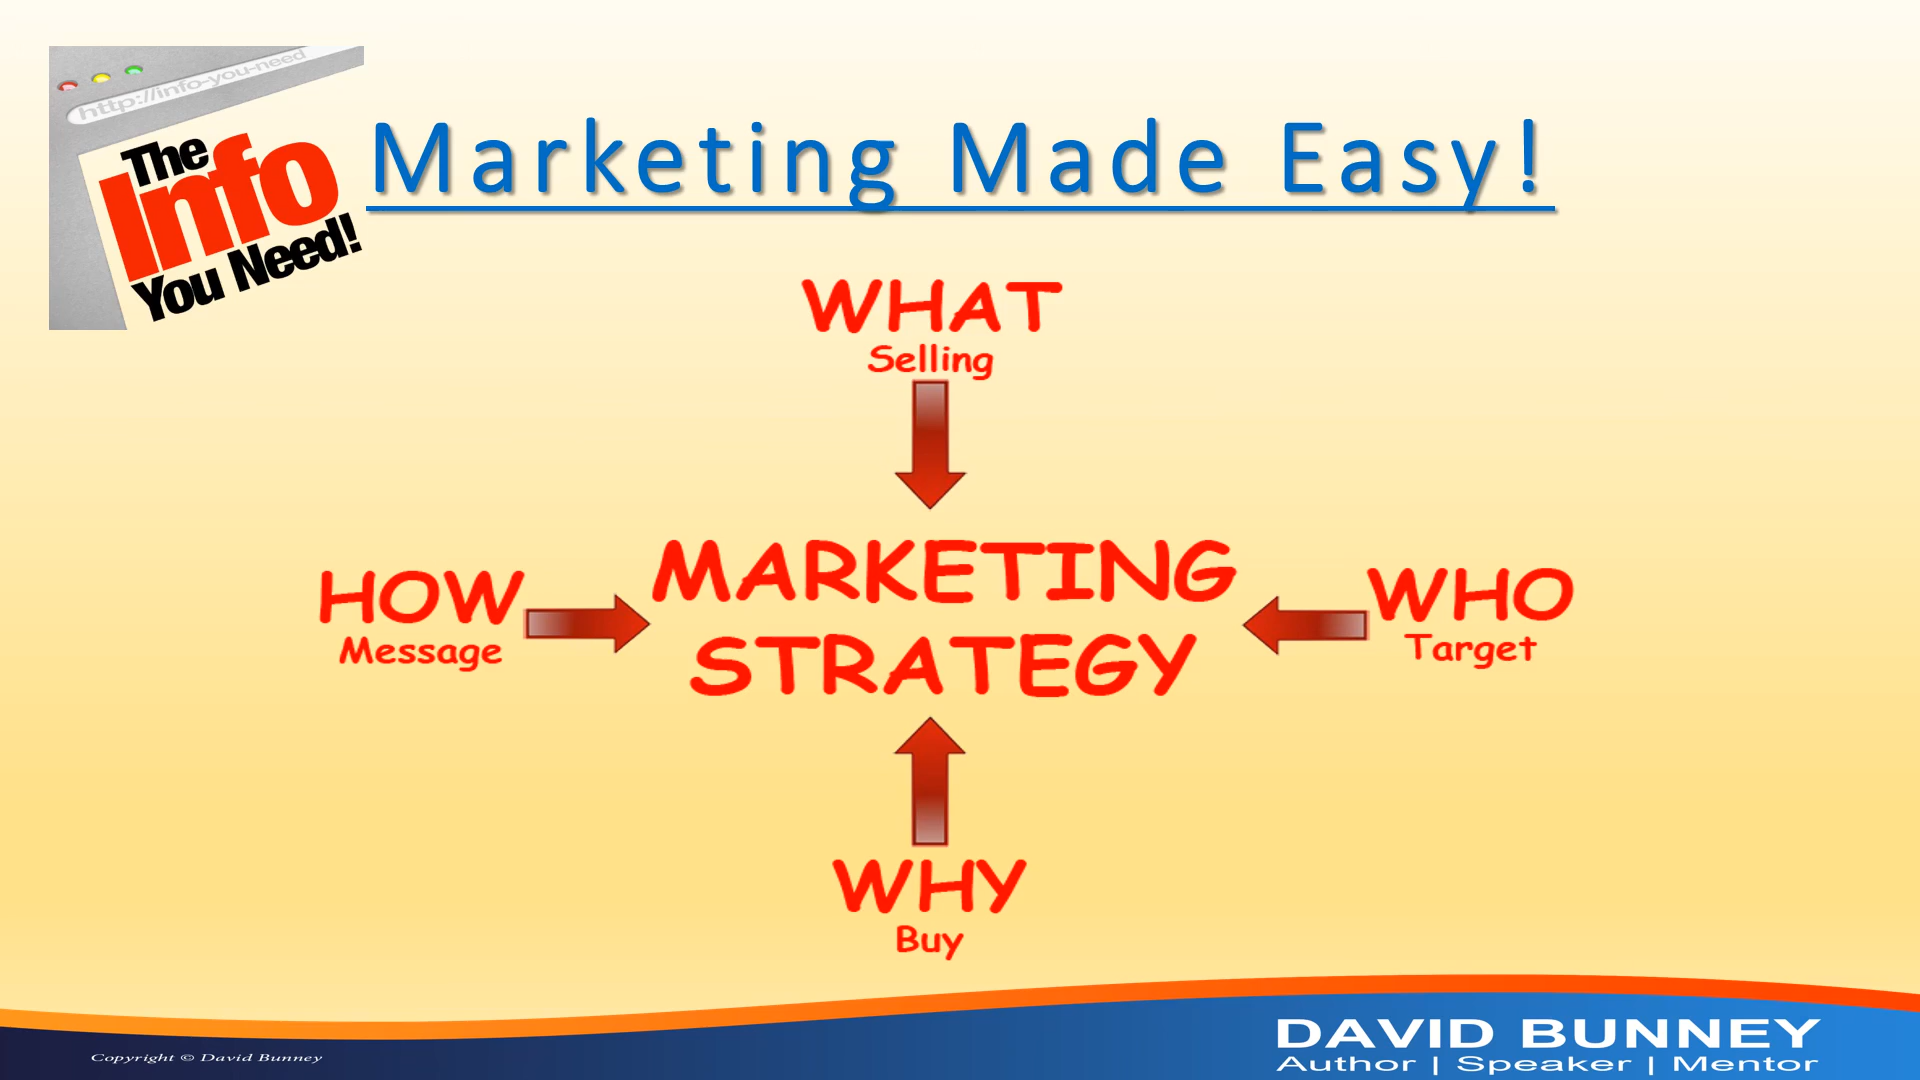 http://info-you-need
The
Info
You Need!
Marketing Made Easy!
WHAT
Selling
HOW
Message
MARKETING
STRATEGY
WHO
Target
WHY
Buy
Copyright © David Bunney
DAVID BUNNEY
Author | Speaker | Mentor